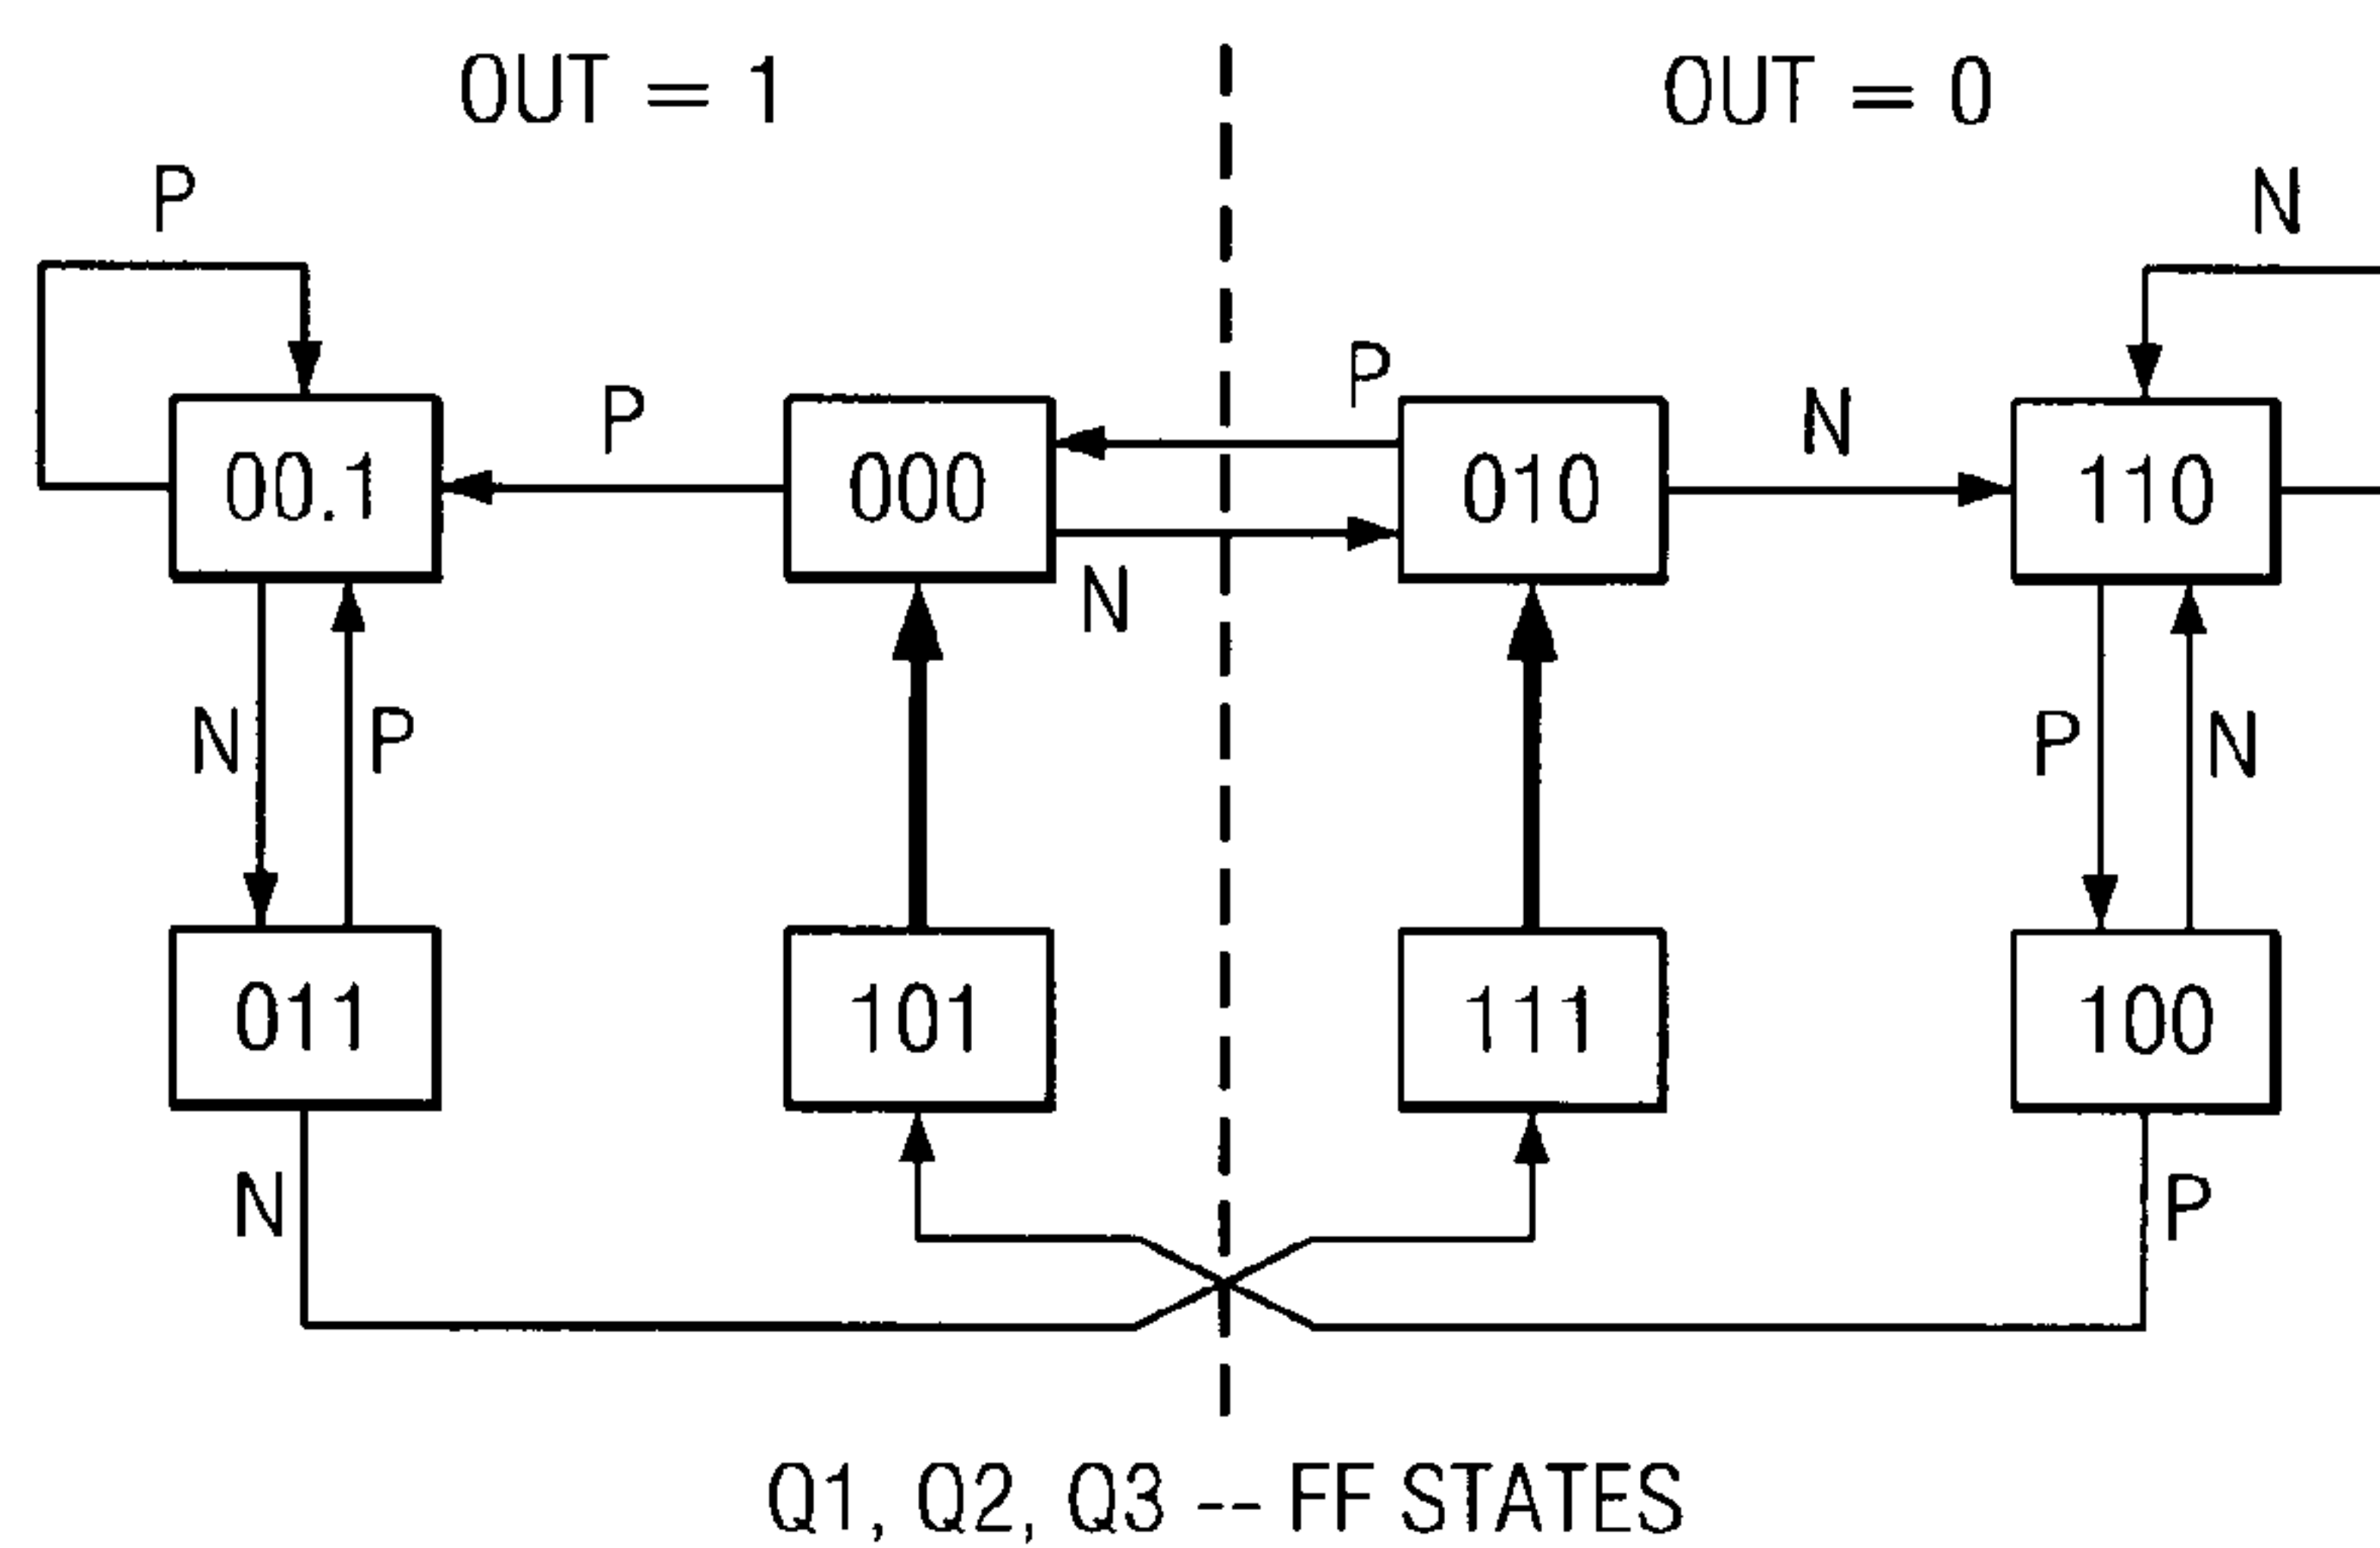 OUT = 1 OUT = 0
P N
P P N
00.1 000 010 110
N
N P P N
011 101 111 100
N P
Q1, Q2, Q3 -- FF STATES